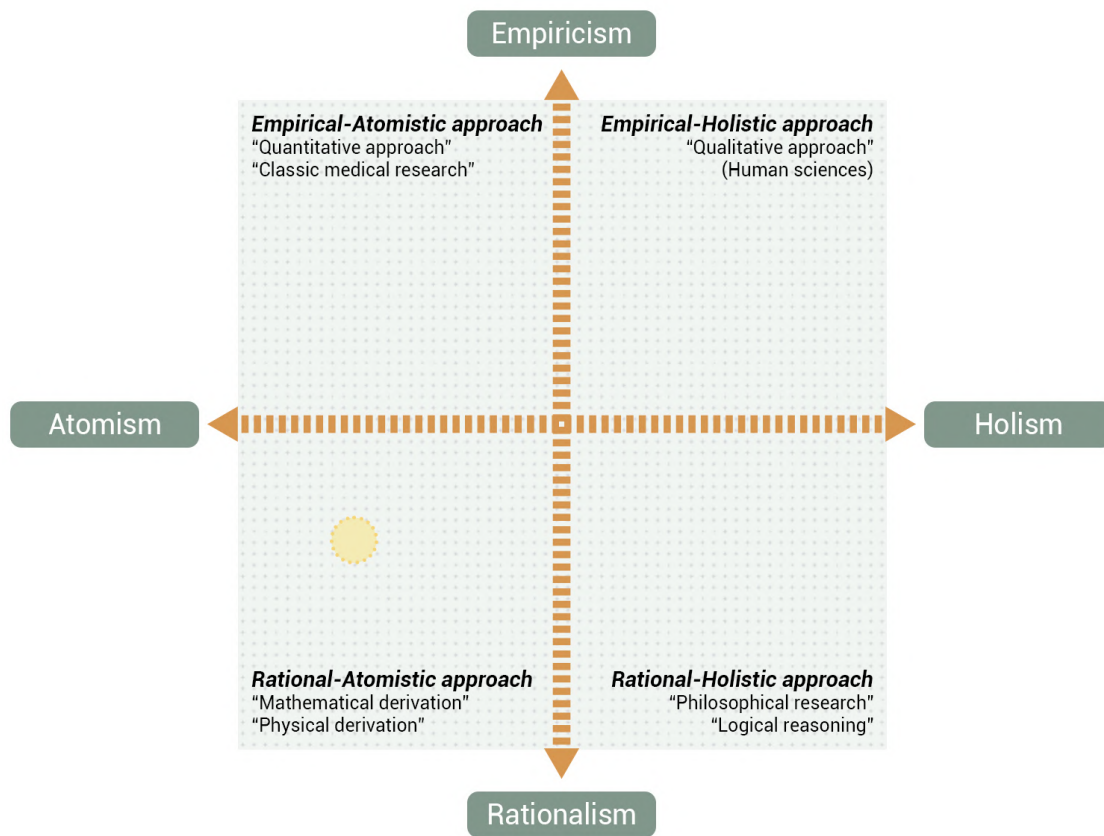 Empiricism
Empirical-Atomistic approach
“Quantitative approach”
“Classic medical research”
Empirical-Holistic approach
“Qualitative approach”
(Human sciences)
Atomism
Holism
Rational-Atomistic approach
“Mathematical derivation”
“Physical derivation”
Rational-Holistic approach
“Philosophical research”
“Logical reasoning”
Rationalism